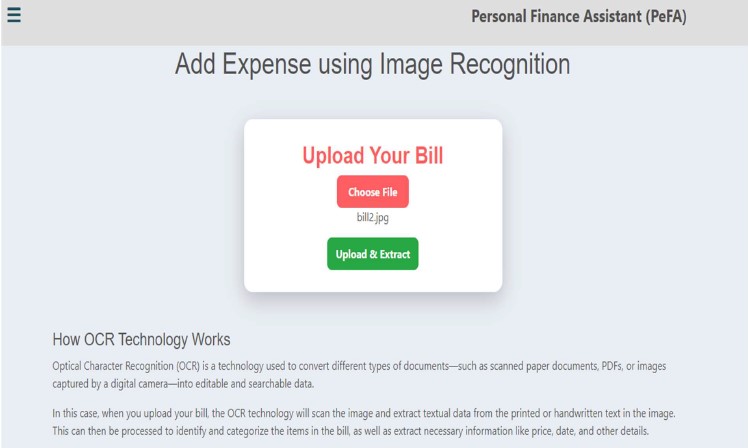 Personal Finance Assistant (PeFA)
Add Expense using Image Recognition
Upload Your Bill
Choose File
bill2.jpg
Upload & Extract
How OCR Technology Works
Optical Character Recognition (OCR) is a technology used to convert different types of documents—such as scanned paper documents, PDFs, or images
captured by a digital camera—into editable and searchable data.
In this case, when you upload your bill, the OCR technology will scan the image and extract textual data from the printed or handwritten text in the image.
This can then be processed to identify and categorize the items in the bill, as well as extract necessary information like price, date, and other details.